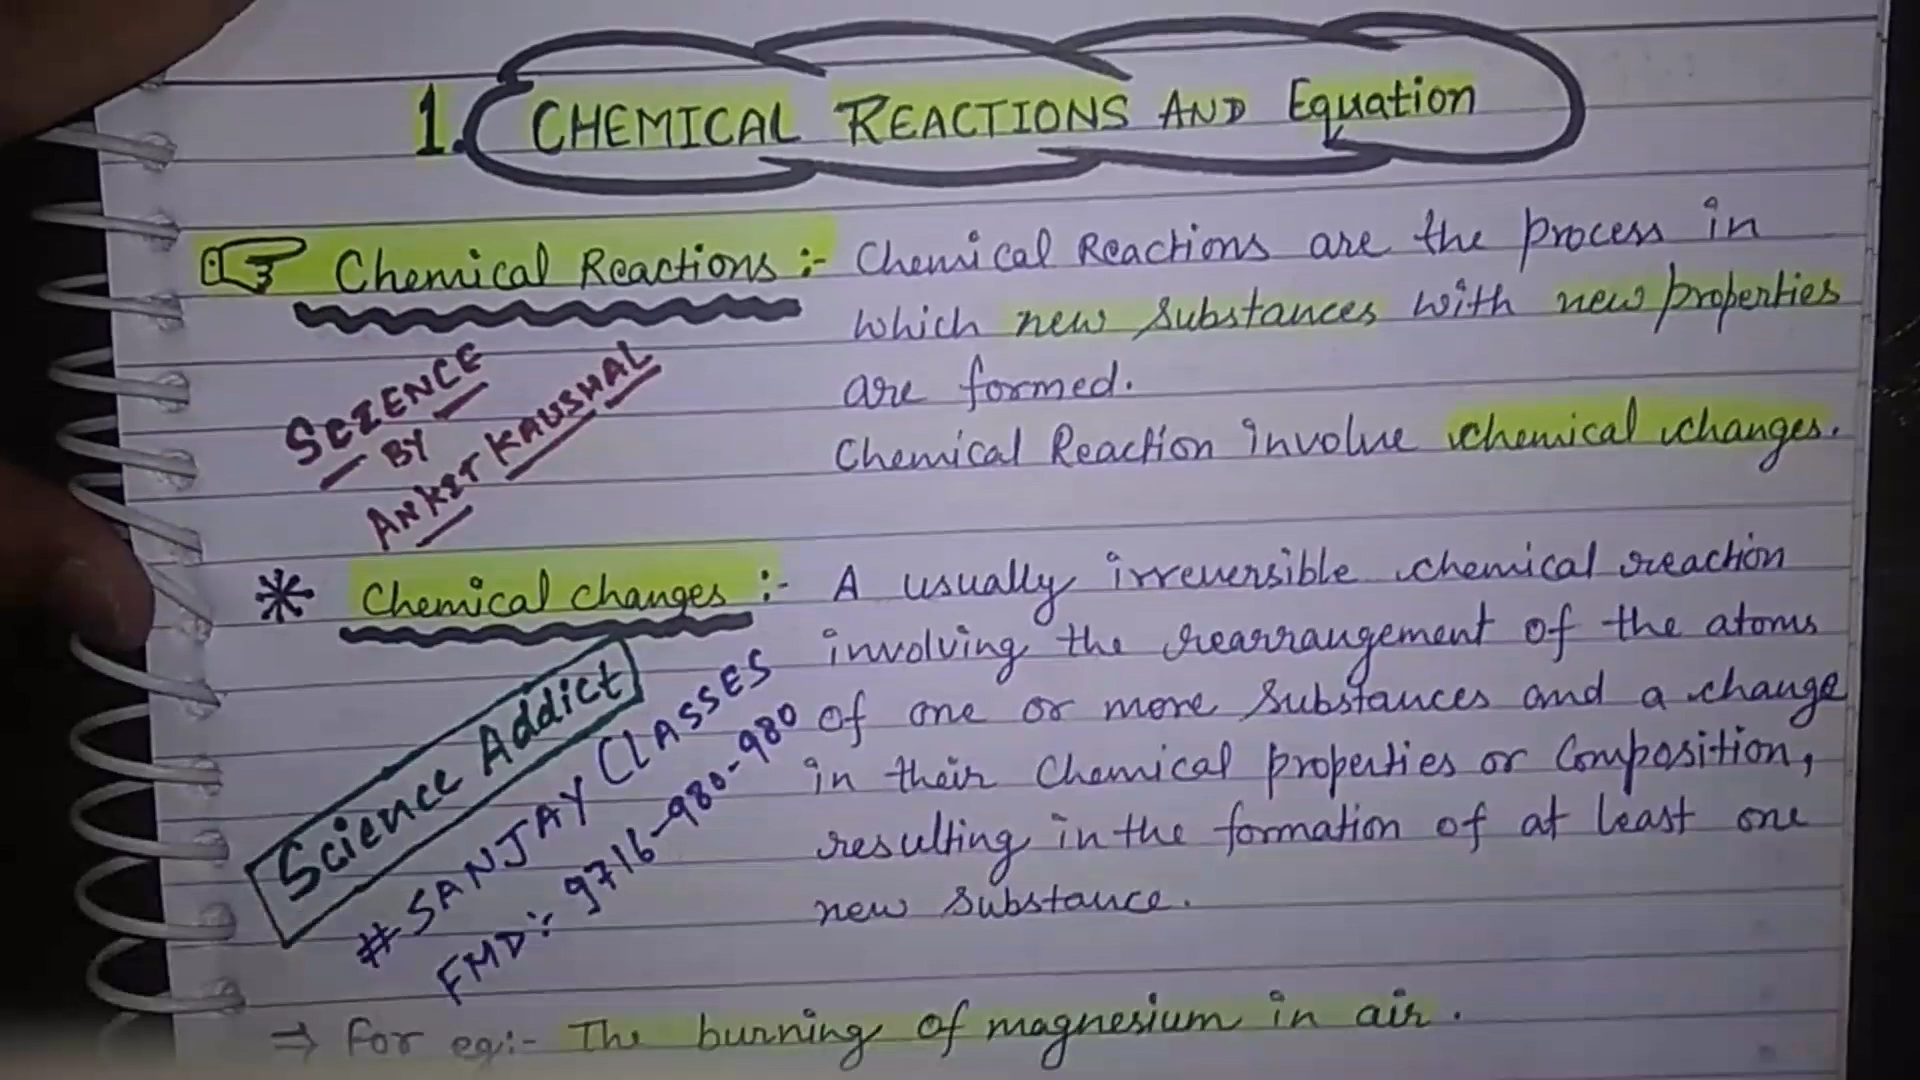 1. CHEMICAL REACTIONS AND Equation
Chemical Reactions :- Chemical Reactions are the process in
which new substances with new properties
are formed.
Chemical Reaction involve chemical changes.
SCIENCE
BY
ANKIT KAUSHAL
* Chemical changes :- A usually irreversible chemical reaction
involving the rearrangement of the atoms
of one or more substances and a change
in their chemical properties or composition,
resulting in the formation of at least one
new substance.
Science Addict
#SANJAY CLASSES
FMD:- 9716-980-980
⇒ For eg:- The burning of magnesium in air.